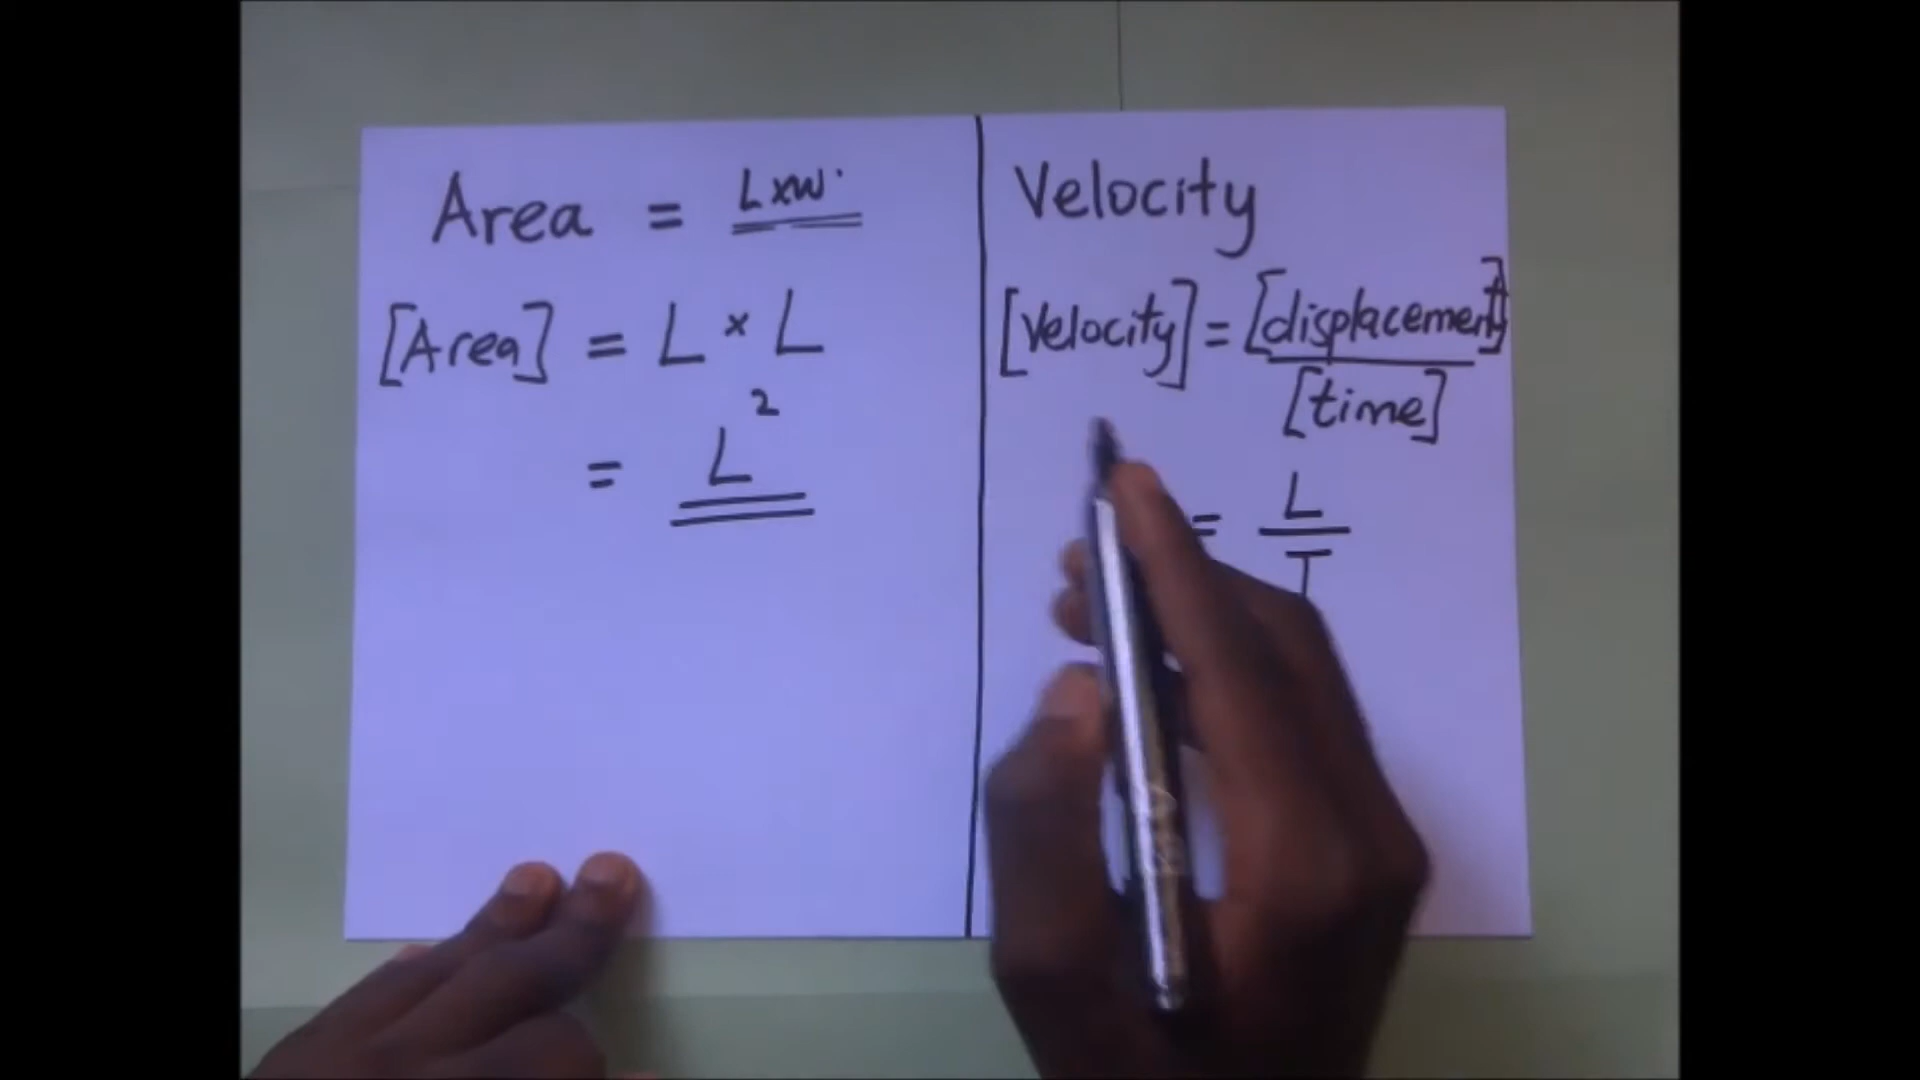 Area = Lxw.
[Area] = L × L
= L²
Velocity
[Velocity] = [displacement]
[time]
= L
T